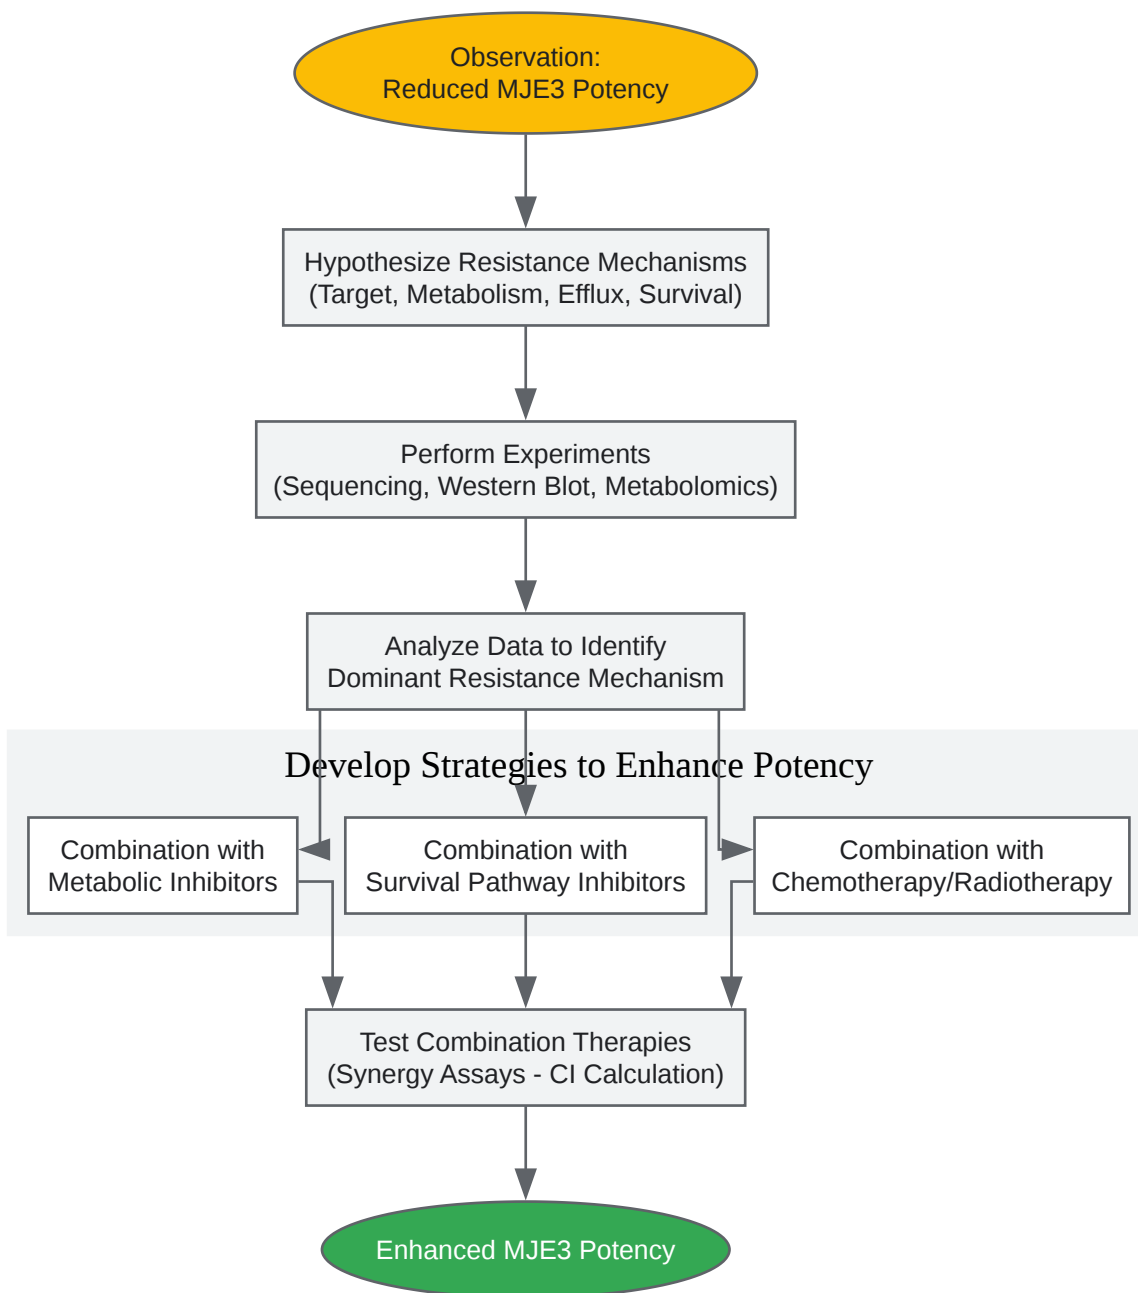 Observation:
Reduced MJE3 Potency
Hypothesize Resistance Mechanisms
(Target, Metabolism, Efflux, Survival)
Perform Experiments
(Sequencing, Western Blot, Metabolomics)
Analyze Data to Identify
Dominant Resistance Mechanism
Develop Strategies to Enhance Potency
Combination with
Metabolic Inhibitors
Combination with
Survival Pathway Inhibitors
Combination with
Chemotherapy/Radiotherapy
Test Combination Therapies
(Synergy Assays - CI Calculation)
Enhanced MJE3 Potency